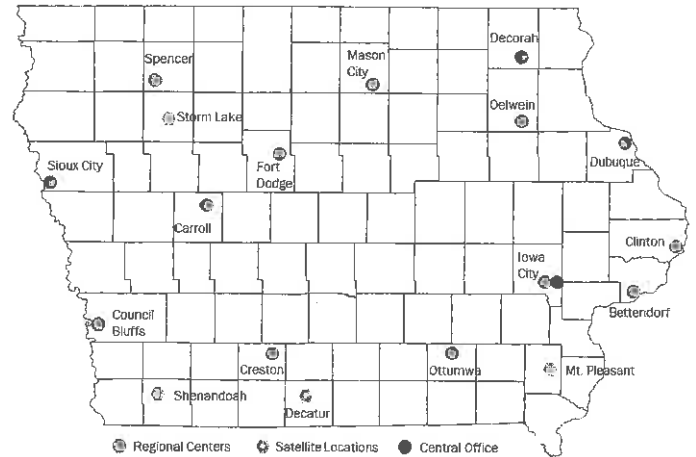 Decorah
Spencer
Mason
City
Oelwein
Storm Lake
Sioux City
Fort
Dodge
Dubuque
Carroll
Clinton
Iowa
City
Council
Bluffs
Bettendorf
Creston
Ottumwa
Mt. Pleasant
Shenandoah
Decatur
Regional Centers
Satellite Locations
Central Office